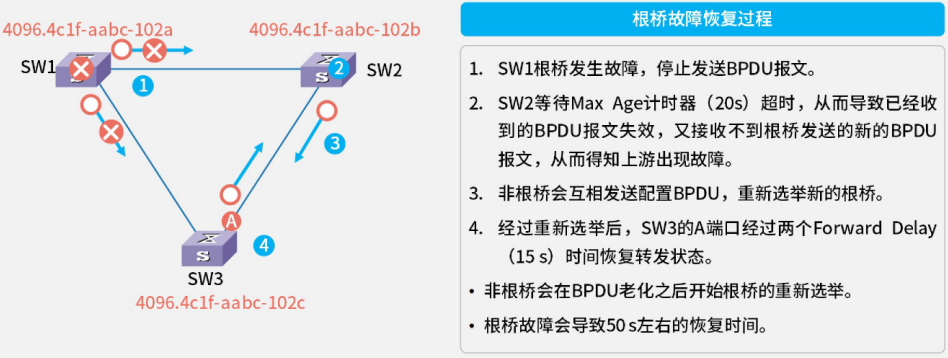 4096.4c1f-aabc-102a
4096.4c1f-aabc-102b
SW1
SW2
S
S
2
1
3
A
S
4
SW3
4096.4c1f-aabc-102c
根桥故障恢复过程
1. SW1根桥发生故障，停止发送BPDU报文。
2. SW2等待Max Age计时器（20s）超时，从而导致已经收
到的BPDU报文失效，又接收不到根桥发送的新的BPDU
报文，从而得知上游出现故障。
3. 非根桥会互相发送配置BPDU，重新选举新的根桥。
4. 经过重新选举后，SW3的A端口经过两个Forward Delay
（15 s）时间恢复转发状态。
• 非根桥会在BPDU老化之后开始根桥的重新选举。
• 根桥故障会导致50 s左右的恢复时间。